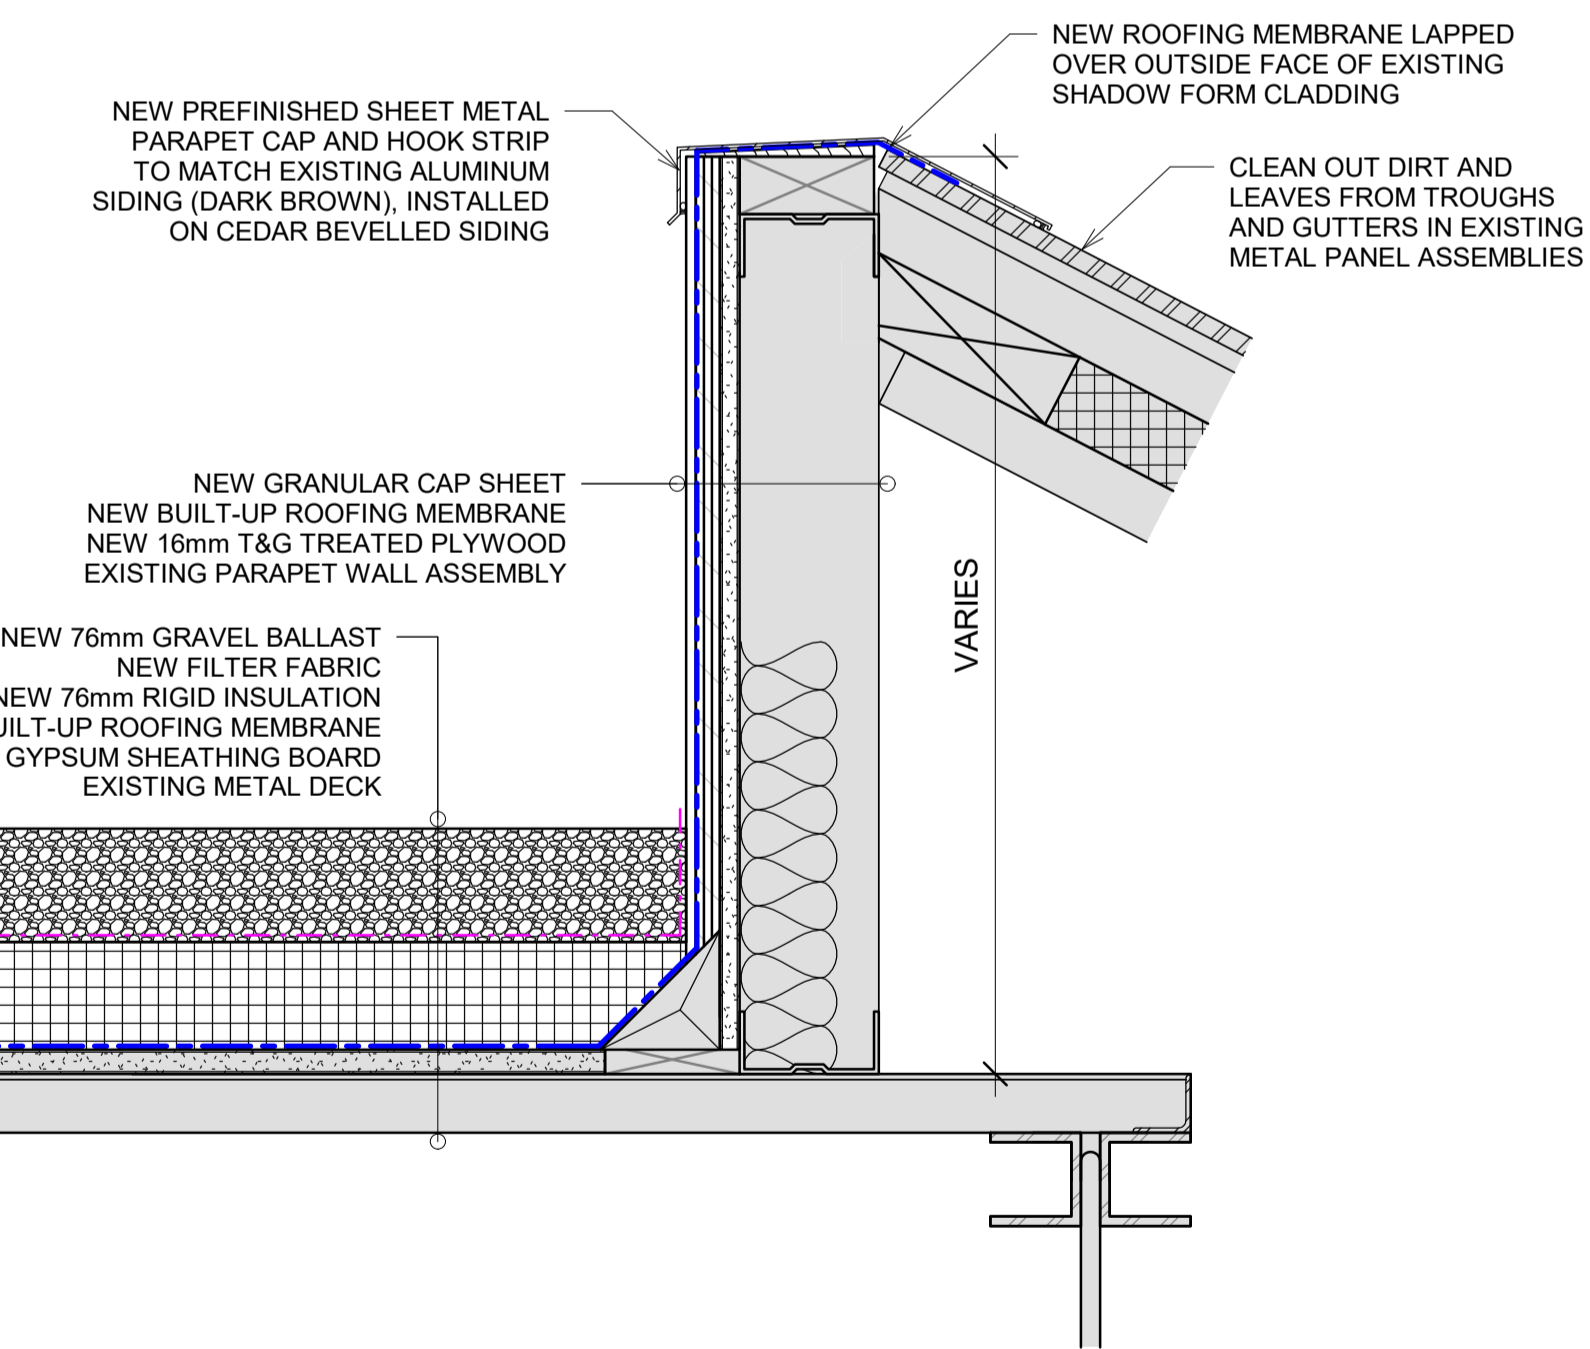 NEW ROOFING MEMBRANE LAPPED
OVER OUTSIDE FACE OF EXISTING
SHADOW FORM CLADDING
NEW PREFINISHED SHEET METAL
PARAPET CAP AND HOOK STRIP
TO MATCH EXISTING ALUMINUM
SIDING (DARK BROWN), INSTALLED
ON CEDAR BEVELLED SIDING
CLEAN OUT DIRT AND
LEAVES FROM TROUGHS
AND GUTTERS IN EXISTING
METAL PANEL ASSEMBLIES
NEW GRANULAR CAP SHEET
NEW BUILT-UP ROOFING MEMBRANE
NEW 16mm T&G TREATED PLYWOOD
EXISTING PARAPET WALL ASSEMBLY
VARIES
NEW 76mm GRAVEL BALLAST
NEW FILTER FABRIC
NEW 76mm RIGID INSULATION
UILT-UP ROOFING MEMBRANE
GYPSUM SHEATHING BOARD
EXISTING METAL DECK